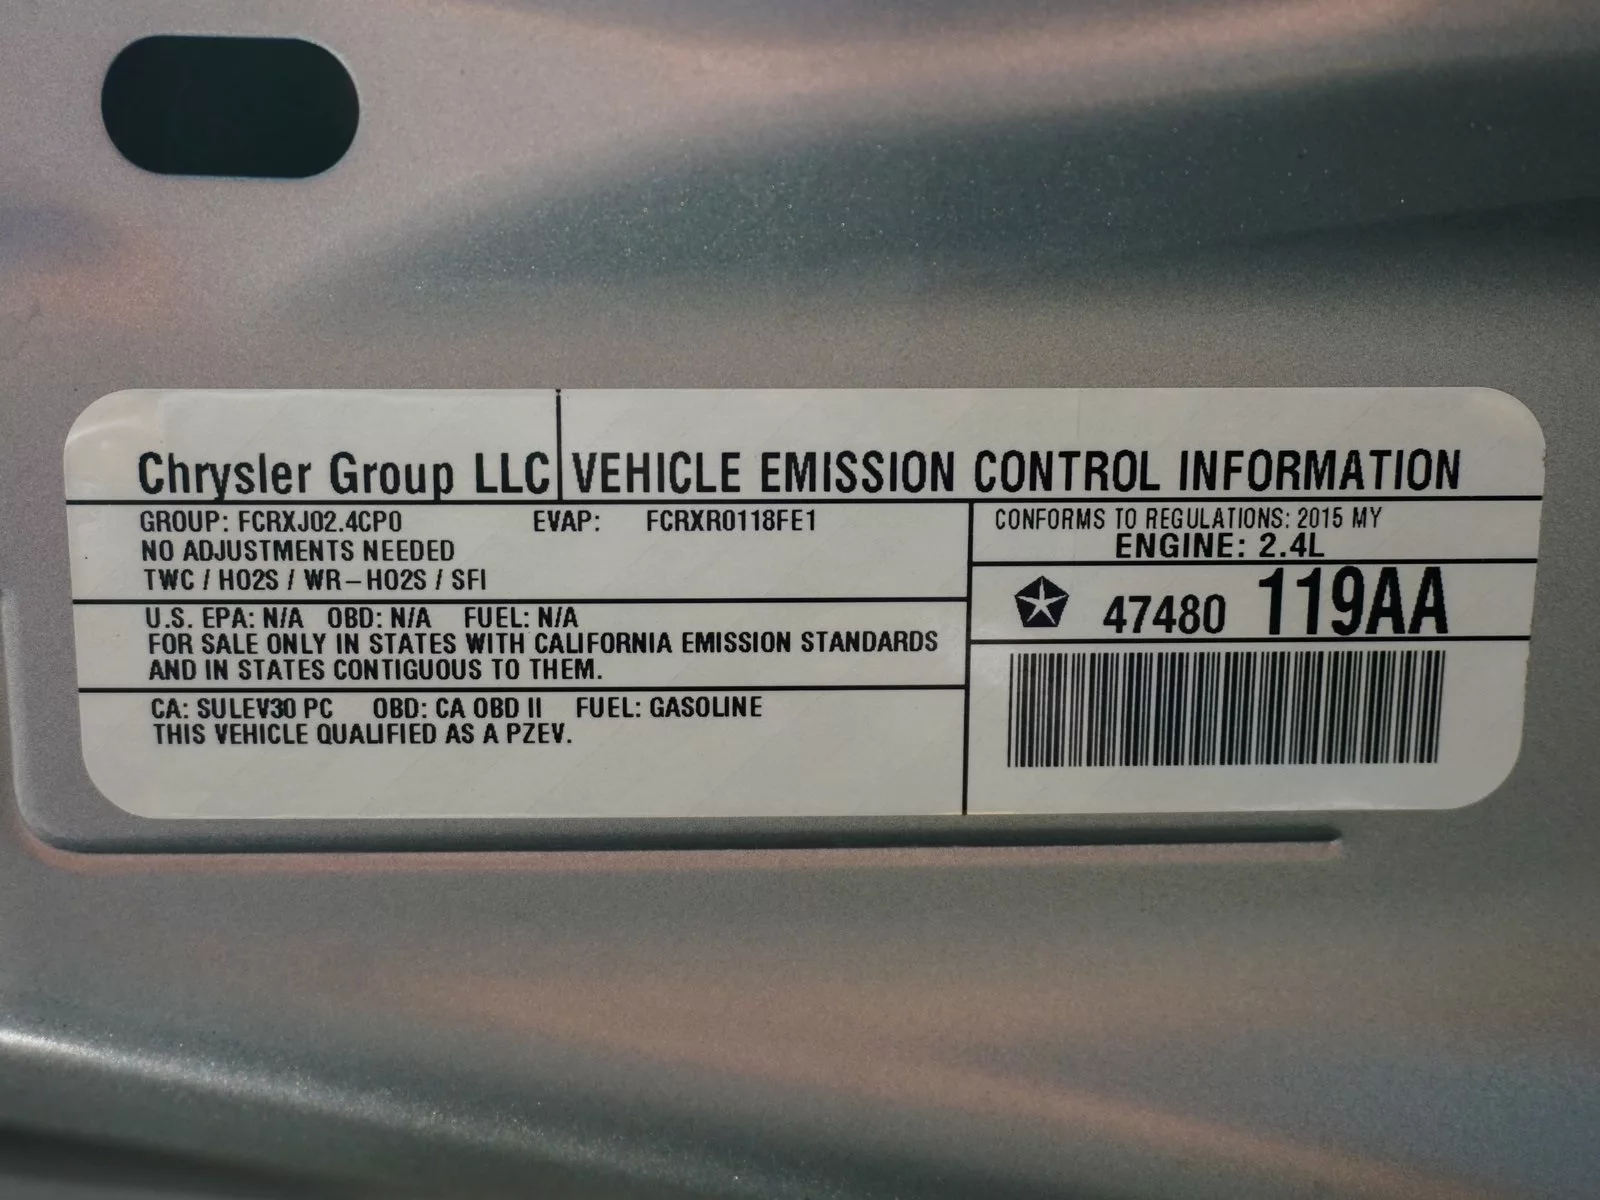 Chrysler Group LLC VEHICLE EMISSION CONTROL INFORMATION
GROUP: FCRXJ02.4CP0 EVAP: FCRXR0118FE1
NO ADJUSTMENTS NEEDED
TWC / HO2S / WR-HO2S / SFI
U.S. EPA: N/A OBD: N/A FUEL: N/A
FOR SALE ONLY IN STATES WITH CALIFORNIA EMISSION STANDARDS
AND IN STATES CONTIGUOUS TO THEM.
CA: SULEV30 PC OBD: CA OBD II FUEL: GASOLINE
THIS VEHICLE QUALIFIED AS A PZEV.
CONFORMS TO REGULATIONS: 2015 MY
ENGINE: 2.4L
47480 119AA